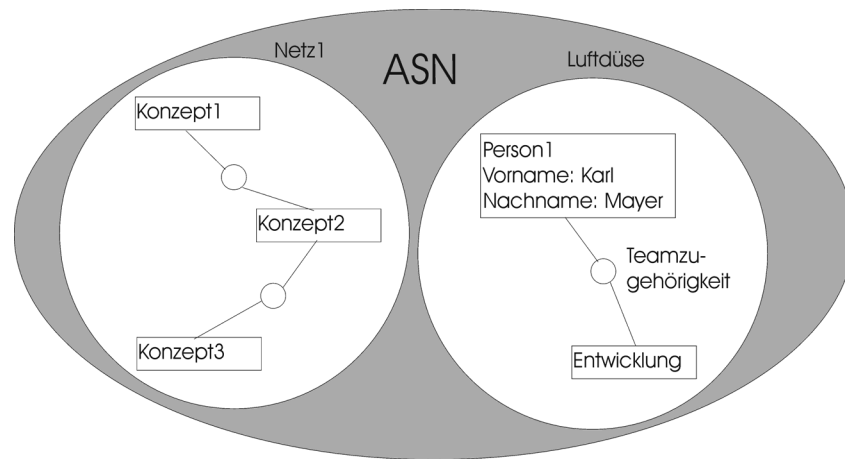 ASN
Netz1
Konzept1
Konzept2
Konzept3
Luftdüse
Person1
Vorname: Karl
Nachname: Mayer
Teamzu-
gehörigkeit
Entwicklung